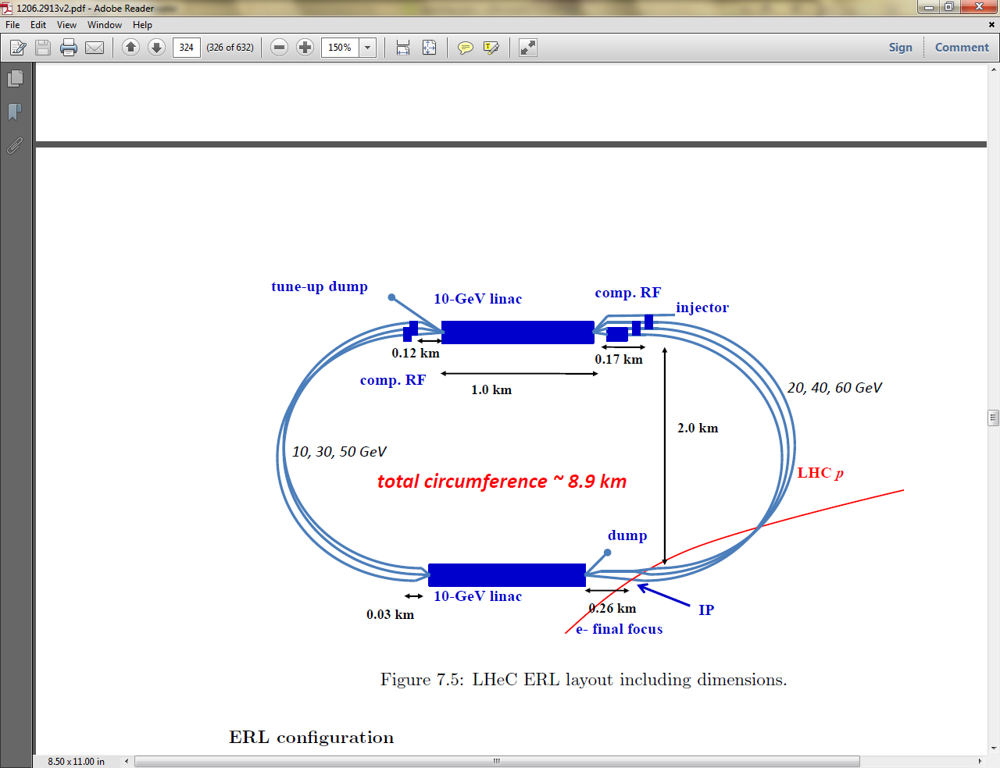 1206.2913v2.pdf - Adobe Reader
File Edit View Window Help
324 (326 of 632) 150% Sign Comment
tune-up dump
10-GeV linac
comp. RF
injector
0.12 km
0.17 km
comp. RF
1.0 km
20, 40, 60 GeV
2.0 km
10, 30, 50 GeV
LHC p
total circumference ~ 8.9 km
dump
10-GeV linac
0.03 km
0.26 km
IP
e- final focus
Figure 7.5: LHeC ERL layout including dimensions.
ERL configuration
8.50 x 11.00 in